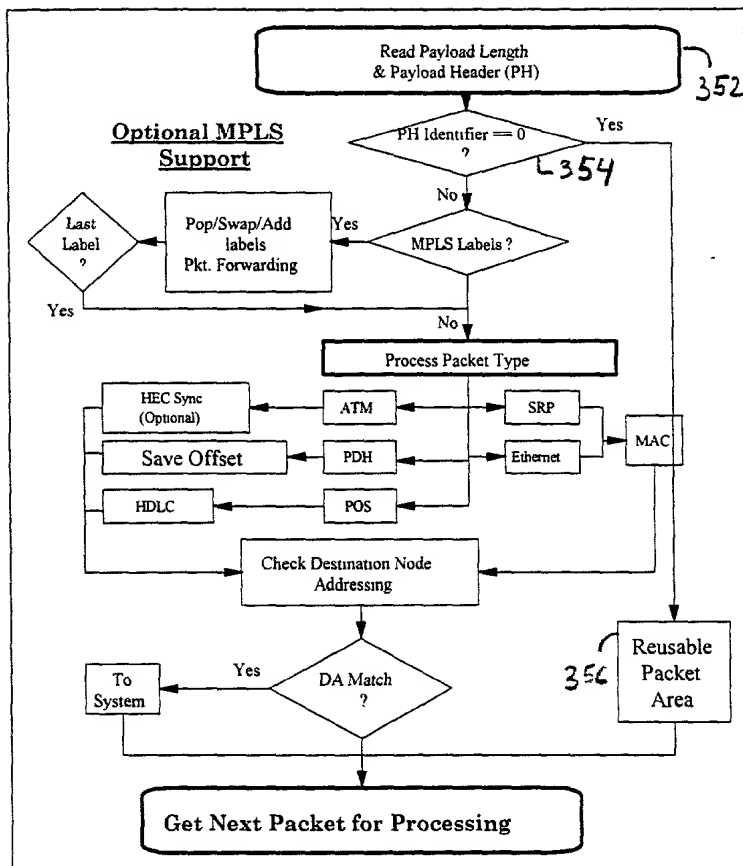 Read Payload Length
& Payload Header (PH)
352
Optional MPLS
Support
PH Identifier == 0
?
Yes
354
No
Last
Label
?
Pop/Swap/Add
labels
Pkt. Forwarding
Yes
MPLS Labels ?
Yes
No
Process Packet Type
HEC Sync
(Optional)
ATM
SRP
MAC
Save Offset
PDH
Ethernet
HDLC
POS
Check Destination Node
Addressing
To
System
Yes
DA Match
?
356
Reusable
Packet
Area
Get Next Packet for Processing